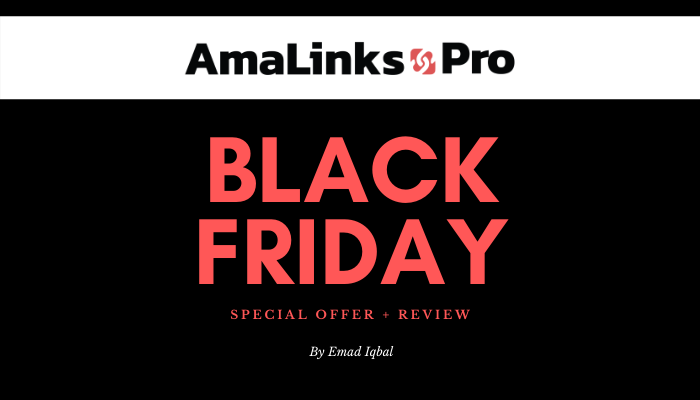 AmaLinks Pro
BLACK
FRIDAY
SPECIAL OFFER + REVIEW
By Emad Iqbal